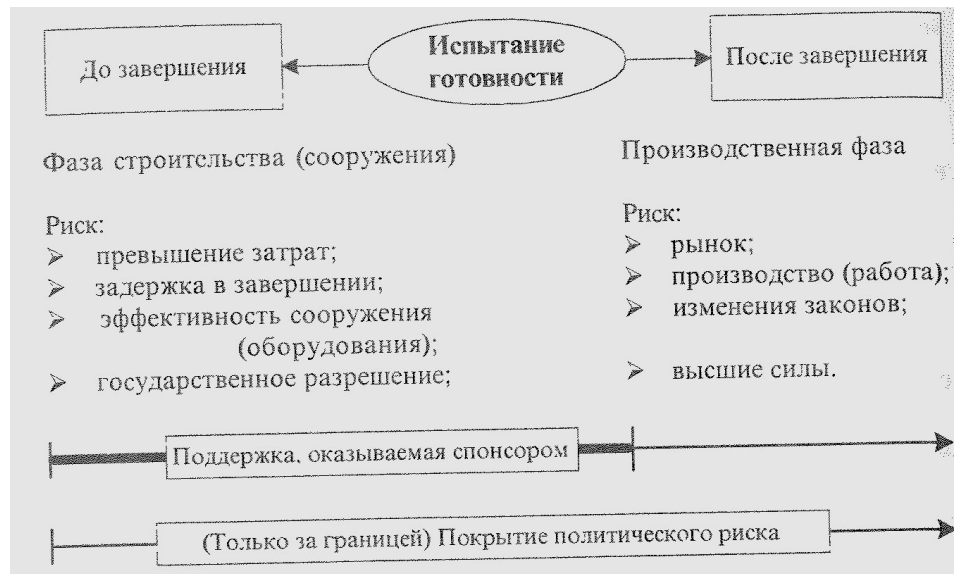 До завершения
Испытание
готовности
После завершения
Фаза строительства (сооружения)
Риск:
➢ превышение затрат;
➢ задержка в завершении;
➢ эффективность сооружения
(оборудования);
➢ государственное разрешение;
Производственная фаза
Риск:
➢ рынок;
➢ производство (работа);
➢ изменения законов;
➢ высшие силы.
Поддержка, оказываемая спонсором
(Только за границей) Покрытие политического риска